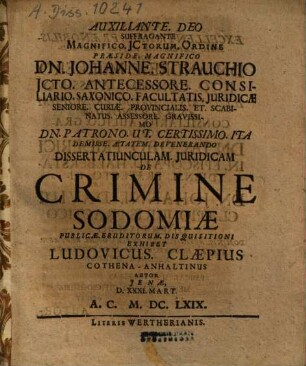 A. Diss. 10241
AUXILIANTE. DEO
SUFFRAGANTE
MAGNIFICO. JCTORUM. ORDINE
PRÆSIDE. MAGNIFICO
DN. JOHANNE. STRAUCHIO
JCTO. ANTECESSORE. CONSI-
LIARIO. SAXONICO. FACULTATIS. JURIDICÆ
SENIORE. CURIÆ. PROVINCIALIS. ET. SCABI-
NATUS. ASSESSORE. GRAVISSI-
MO
DN. PATRONO. UT. CERTISSIMO. ITA
DEMISSE. ÆTATEM. DEVENERANDO
DISSERTATIUNCULAM. JURIDICAM
DE
CRIMINE
SODOMIÆ
PUBLICÆ. ERUDITORUM. DISQUISITIONI
EXHIBET
LUDOVICUS. CLÆPIUS
COTHENA-ANHALTINUS
AUTOR
JENÆ,
D. XXXI. MART.
A. C. M. DC. LXIX.
LITERIS WERTHERIANIS.